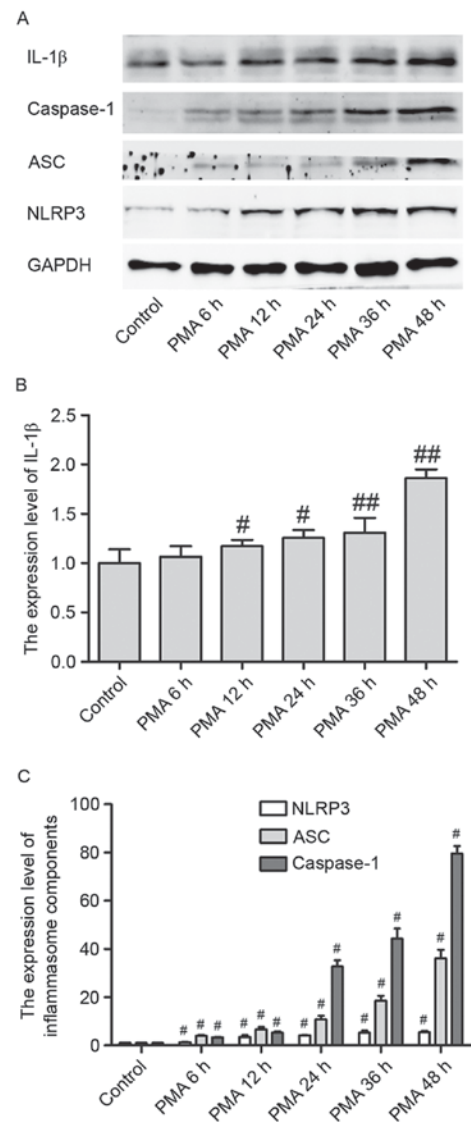 A
IL-1β
Caspase-1
ASC
NLRP3
GAPDH
Control
PMA 6 h
PMA 12 h
PMA 24 h
PMA 36 h
PMA 48 h
B
The expression level of IL-1β
2.5
2.0
1.5
1.0
0.5
0.0
#
#
##
##
Control
PMA 6 h
PMA 12 h
PMA 24 h
PMA 36 h
PMA 48 h
C
The expression level of
inflammasome components
100
80
60
40
20
0
NLRP3
ASC
Caspase-1
# # #
# # #
# # #
# # #
# # #
Control
PMA 6 h
PMA 12 h
PMA 24 h
PMA 36 h
PMA 48 h